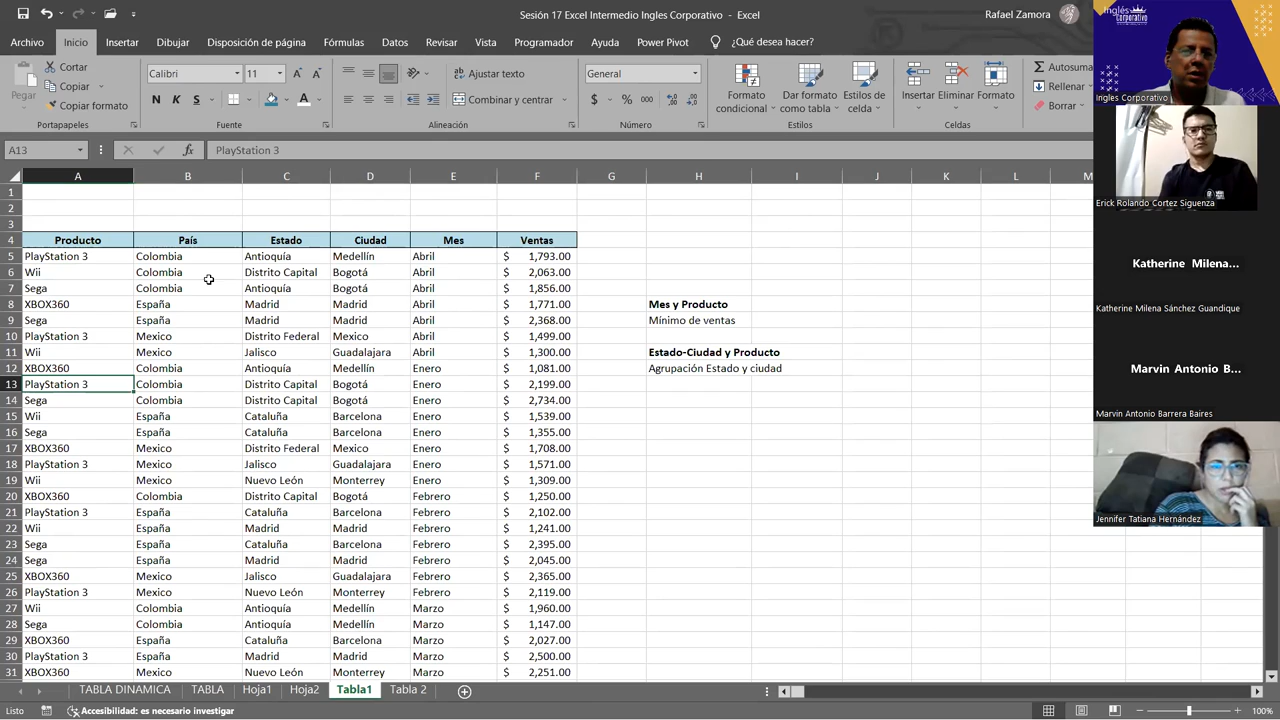 Sesión 17 Excel Intermedio Ingles Corporativo - Excel
Rafael Zamora
Archivo Inicio Insertar Dibujar Disposición de página Fórmulas Datos Revisar Vista Programador Ayuda Power Pivot ¿Qué desea hacer?
Pegar
Cortar
Copiar
Copiar formato
Portapapeles
Calibri 11
N K S
Fuente
Ajustar texto
Combinar y centrar
Alineación
General
$ % 000
Número
Formato condicional
Dar formato como tabla
Estilos de celda
Estilos
Insertar Eliminar Formato
Celdas
Autosuma
Rellenar
Borrar
A13 fx PlayStation 3
A B C D E F G H I J K L M
4 Producto País Estado Ciudad Mes Ventas
5 PlayStation 3 Colombia Antioquía Medellín Abril $ 1,793.00
6 Wii Colombia Distrito Capital Bogotá Abril $ 2,063.00
7 Sega Colombia Antioquía Bogotá Abril $ 1,856.00
8 XBOX360 España Madrid Madrid Abril $ 1,771.00 Mes y Producto
9 Sega España Madrid Madrid Abril $ 2,368.00 Mínimo de ventas
10 PlayStation 3 Mexico Distrito Federal Mexico Abril $ 1,499.00
11 Wii Mexico Jalisco Guadalajara Abril $ 1,300.00 Estado-Ciudad y Producto
12 XBOX360 Colombia Antioquía Medellín Enero $ 1,081.00 Agrupación Estado y ciudad
13 PlayStation 3 Colombia Distrito Capital Bogotá Enero $ 2,199.00
14 Sega Colombia Distrito Capital Bogotá Enero $ 2,734.00
15 Wii España Cataluña Barcelona Enero $ 1,539.00
16 Sega España Cataluña Barcelona Enero $ 1,355.00
17 XBOX360 Mexico Distrito Federal Mexico Enero $ 1,708.00
18 PlayStation 3 Mexico Jalisco Guadalajara Enero $ 1,571.00
19 Wii Mexico Nuevo León Monterrey Enero $ 1,309.00
20 XBOX360 Colombia Distrito Capital Bogotá Febrero $ 1,250.00
21 PlayStation 3 España Cataluña Barcelona Febrero $ 2,102.00
22 Wii España Madrid Madrid Febrero $ 1,241.00
23 Sega España Cataluña Barcelona Febrero $ 2,395.00
24 Sega España Madrid Madrid Febrero $ 2,045.00
25 XBOX360 Mexico Jalisco Guadalajara Febrero $ 2,365.00
26 PlayStation 3 Mexico Nuevo León Monterrey Febrero $ 2,119.00
27 Wii Colombia Antioquía Medellín Marzo $ 1,960.00
28 Sega Colombia Antioquía Medellín Marzo $ 1,147.00
29 XBOX360 España Cataluña Barcelona Marzo $ 2,027.00
30 PlayStation 3 España Madrid Madrid Marzo $ 2,500.00
31 XBOX360 Mexico Nuevo León Monterrey Marzo $ 2,251.00
TABLA DINAMICA TABLA Hoja1 Hoja2 Tabla1 Tabla 2
Listo Accesibilidad: es necesario investigar 100%
Inglés Corporativo
Ingles Corporativo
Erick Rolando Cortez Siguenza
Katherine Milena...
Katherine Milena Sánchez Guandique
Marvin Antonio B...
Marvin Antonio Barrera Baires
Jennifer Tatiana Hernández